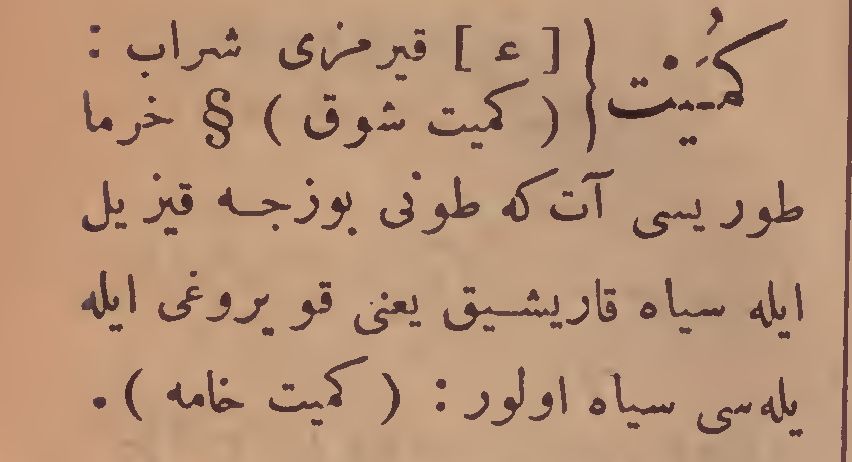 كُمَيْت { [ ع ] قيرمزى شراب :
( كميت شوق ) § خرما
طوريسى آت كه طونى بوزجه قيزيل
ايله سياه قاريشيق يعنى قويروغى ايله
يله‌سى سياه اولور : ( كميت خامه ) .